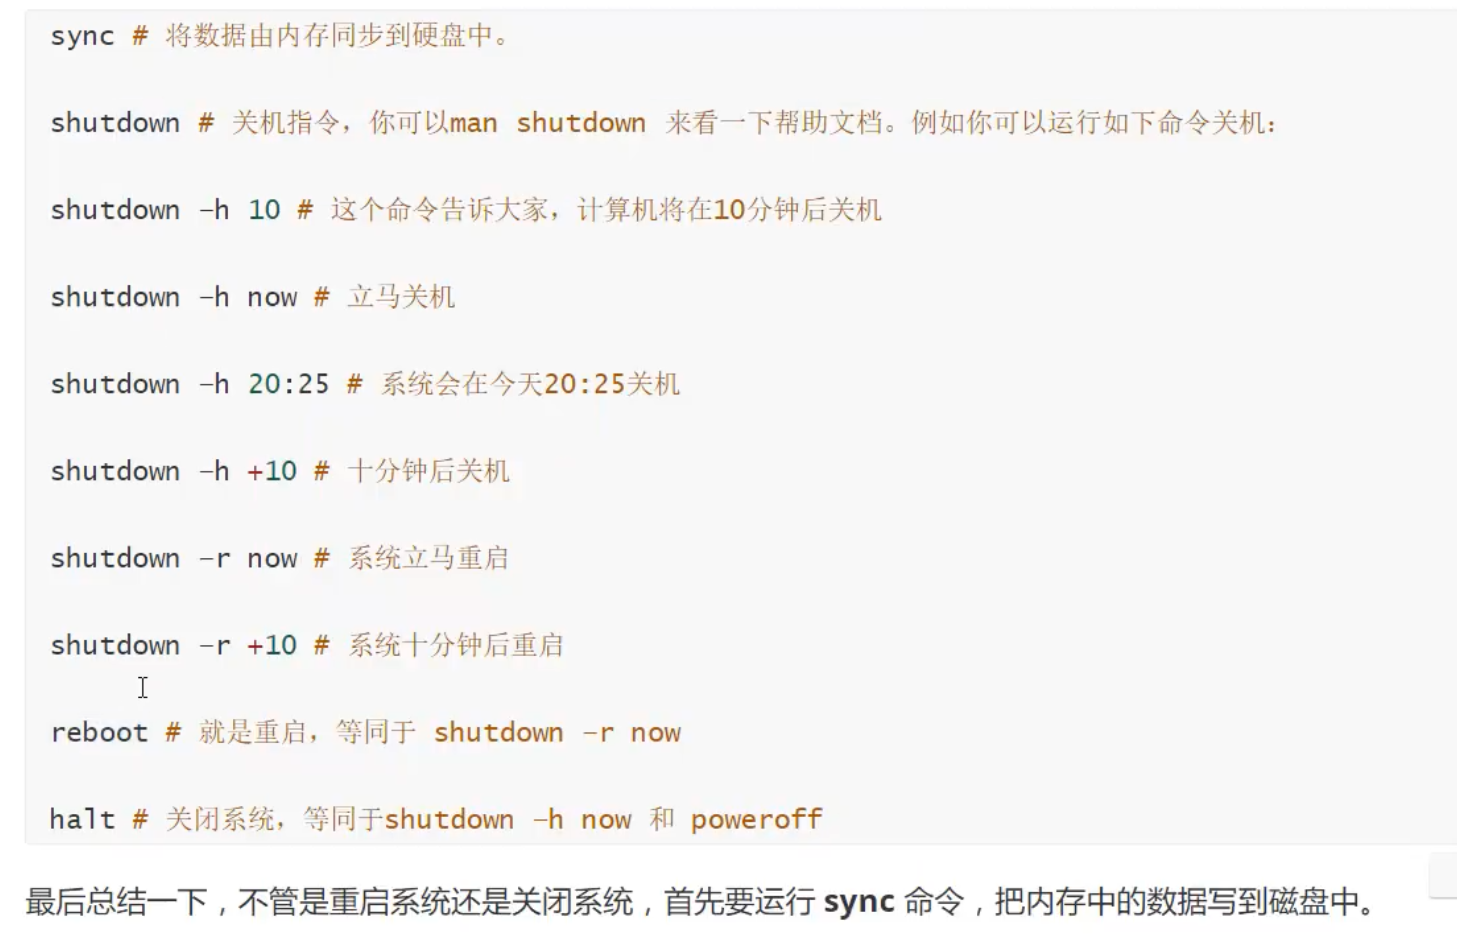 sync # 将数据由内存同步到硬盘中。
shutdown # 关机指令，你可以man shutdown 来看一下帮助文档。例如你可以运行如下命令关机：
shutdown -h 10 # 这个命令告诉大家，计算机将在10分钟后关机
shutdown -h now # 立马关机
shutdown -h 20:25 # 系统会在今天20:25关机
shutdown -h +10 # 十分钟后关机
shutdown -r now # 系统立马重启
shutdown -r +10 # 系统十分钟后重启
reboot # 就是重启，等同于 shutdown -r now
halt # 关闭系统，等同于shutdown -h now 和 poweroff
最后总结一下，不管是重启系统还是关闭系统，首先要运行 sync 命令，把内存中的数据写到磁盘中。